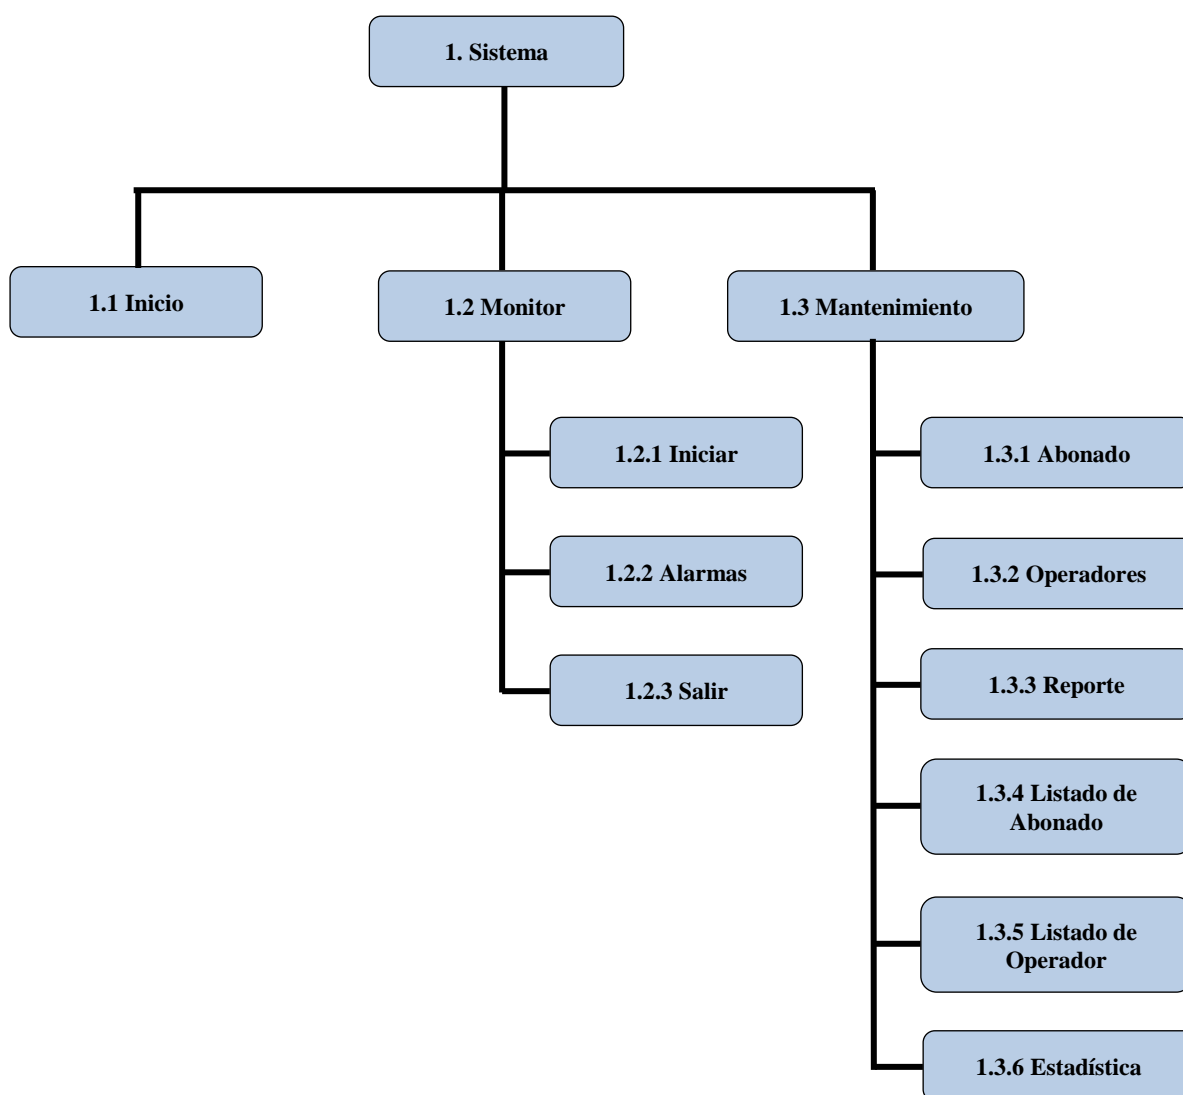 1. Sistema
1.1 Inicio
1.2 Monitor
1.3 Mantenimiento
1.2.1 Iniciar
1.2.2 Alarmas
1.2.3 Salir
1.3.1 Abonado
1.3.2 Operadores
1.3.3 Reporte
1.3.4 Listado de
Abonado
1.3.5 Listado de
Operador
1.3.6 Estadística